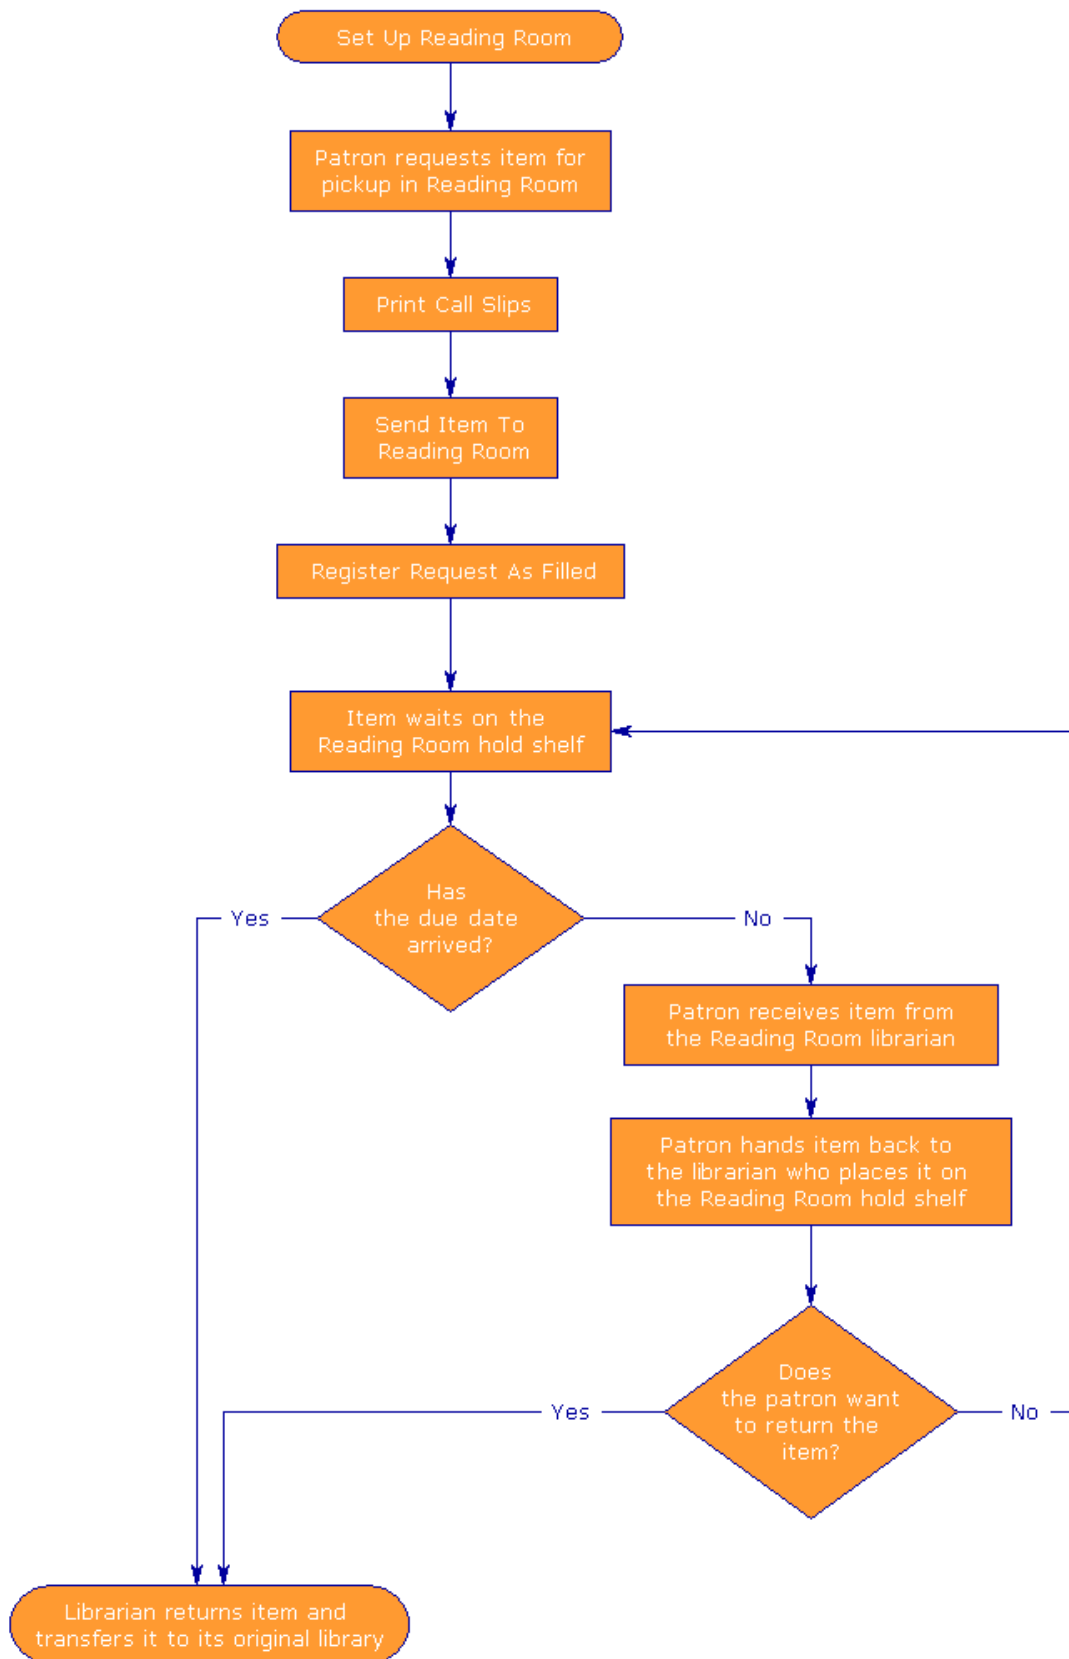 Set Up Reading Room
Patron requests item for
pickup in Reading Room
Print Call Slips
Send Item To
Reading Room
Register Request As Filled
Item waits on the
Reading Room hold shelf
Has
the due date
arrived?
Yes
No
Patron receives item from
the Reading Room librarian
Patron hands item back to
the librarian who places it on
the Reading Room hold shelf
Does
the patron want
to return the
item?
Yes
No
Librarian returns item and
transfers it to its original library